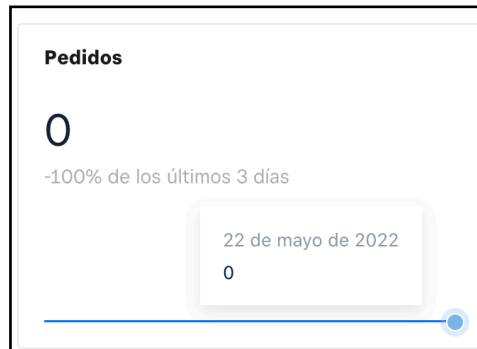 Pedidos
0
-100% de los últimos 3 días
22 de mayo de 2022
0